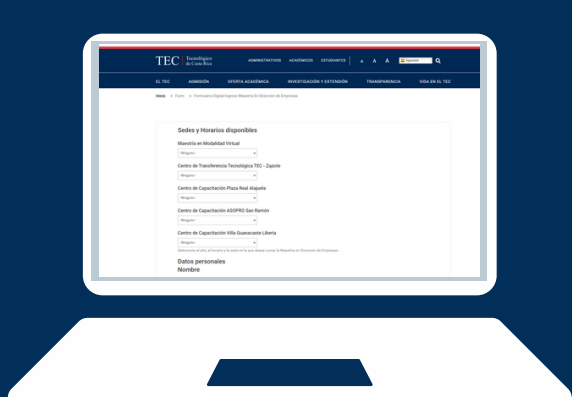 TEC Tecnológico de Costa Rica
ADMINISTRATIVOS ACADÉMICOS ESTUDIANTES A A A Español
EL TEC ADMISIÓN OFERTA ACADÉMICA INVESTIGACIÓN Y EXTENSIÓN TRANSPARENCIA VIDA EN EL TEC
Inicio > Form > Formulario Digital Ingreso Maestría En Dirección de Empresas
Sedes y Horarios disponibles
Maestría en Modalidad Virtual
- Ninguno -
Centro de Transferencia Tecnológica TEC - Zapote
- Ninguno -
Centro de Capacitación Plaza Real Alajuela
- Ninguno -
Centro de Capacitación ASOPRO San Ramón
- Ninguno -
Centro de Capacitación Villa Guanacaste Liberia
- Ninguno -
Seleccione el año, el horario y la sede en la que desea cursar la Maestría en Dirección de Empresas.
Datos personales
Nombre